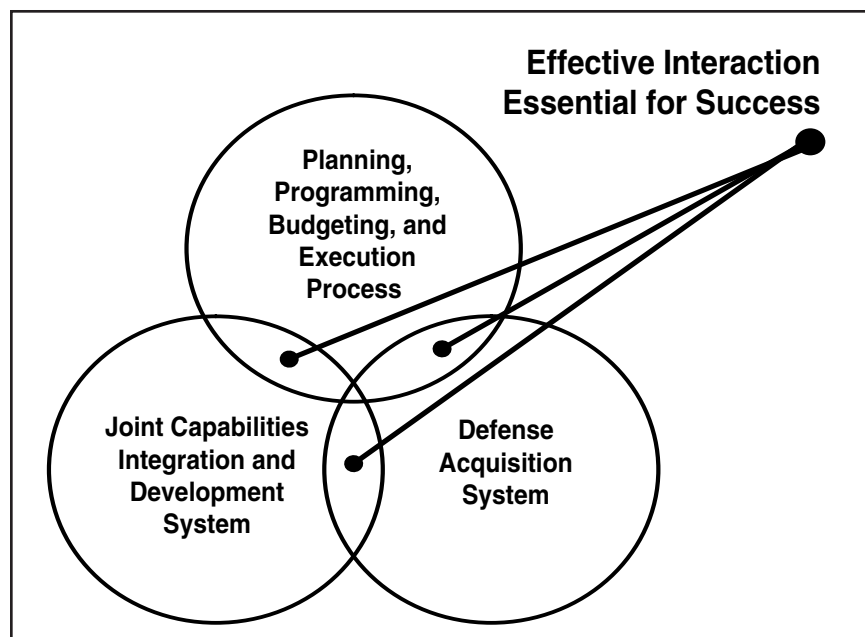 Effective Interaction
Essential for Success
Planning,
Programming,
Budgeting, and
Execution
Process
Joint Capabilities
Integration and
Development
System
Defense
Acquisition
System